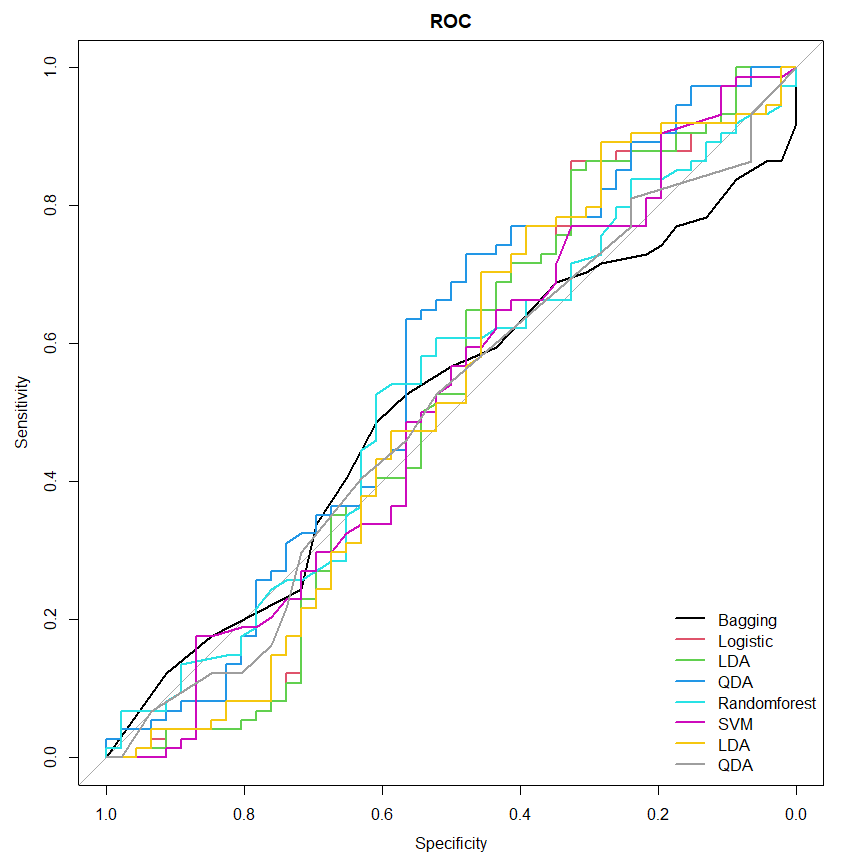 ROC
1.0
0.8
0.6
0.4
0.2
0.0
Sensitivity
Bagging
Logistic
LDA
QDA
Randomforest
SVM
LDA
QDA
1.0 0.8 0.6 0.4 0.2 0.0
Specificity